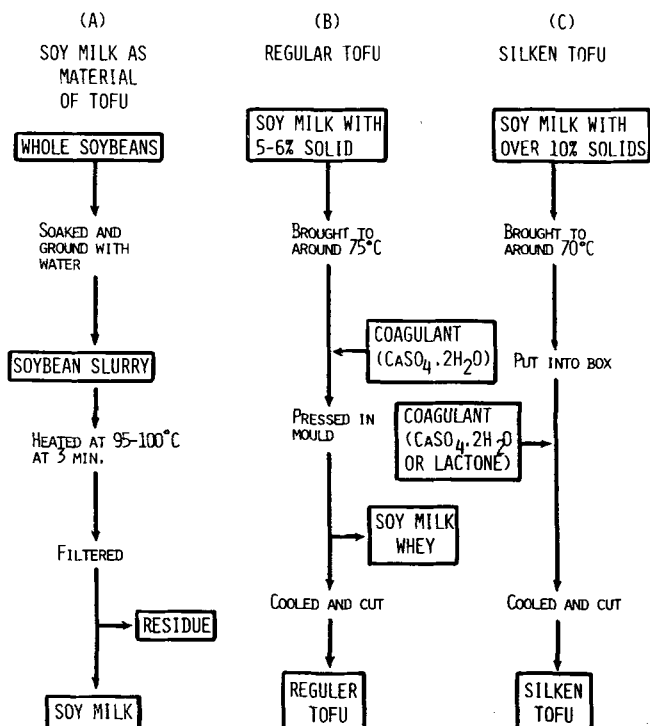 (A)
SOY MILK AS
MATERIAL
OF TOFU
WHOLE SOYBEANS
SOAKED AND
GROUND WITH
WATER
SOYBEAN SLURRY
HEATED AT 95-100°C
AT 3 MIN.
FILTERED
RESIDUE
SOY MILK
(B)
REGULAR TOFU
SOY MILK WITH
5-6% SOLID
BROUGHT TO
AROUND 75°C
COAGULANT
(CASO4.2H2O)
PRESSED IN
MOULD
SOY MILK
WHEY
COOLED AND CUT
REGULER
TOFU
(C)
SILKEN TOFU
SOY MILK WITH
OVER 10% SOLIDS
BROUGHT TO
AROUND 70°C
PUT INTO BOX
COAGULANT
(CASO4.2H2O
OR LACTONE)
COOLED AND CUT
SILKEN
TOFU